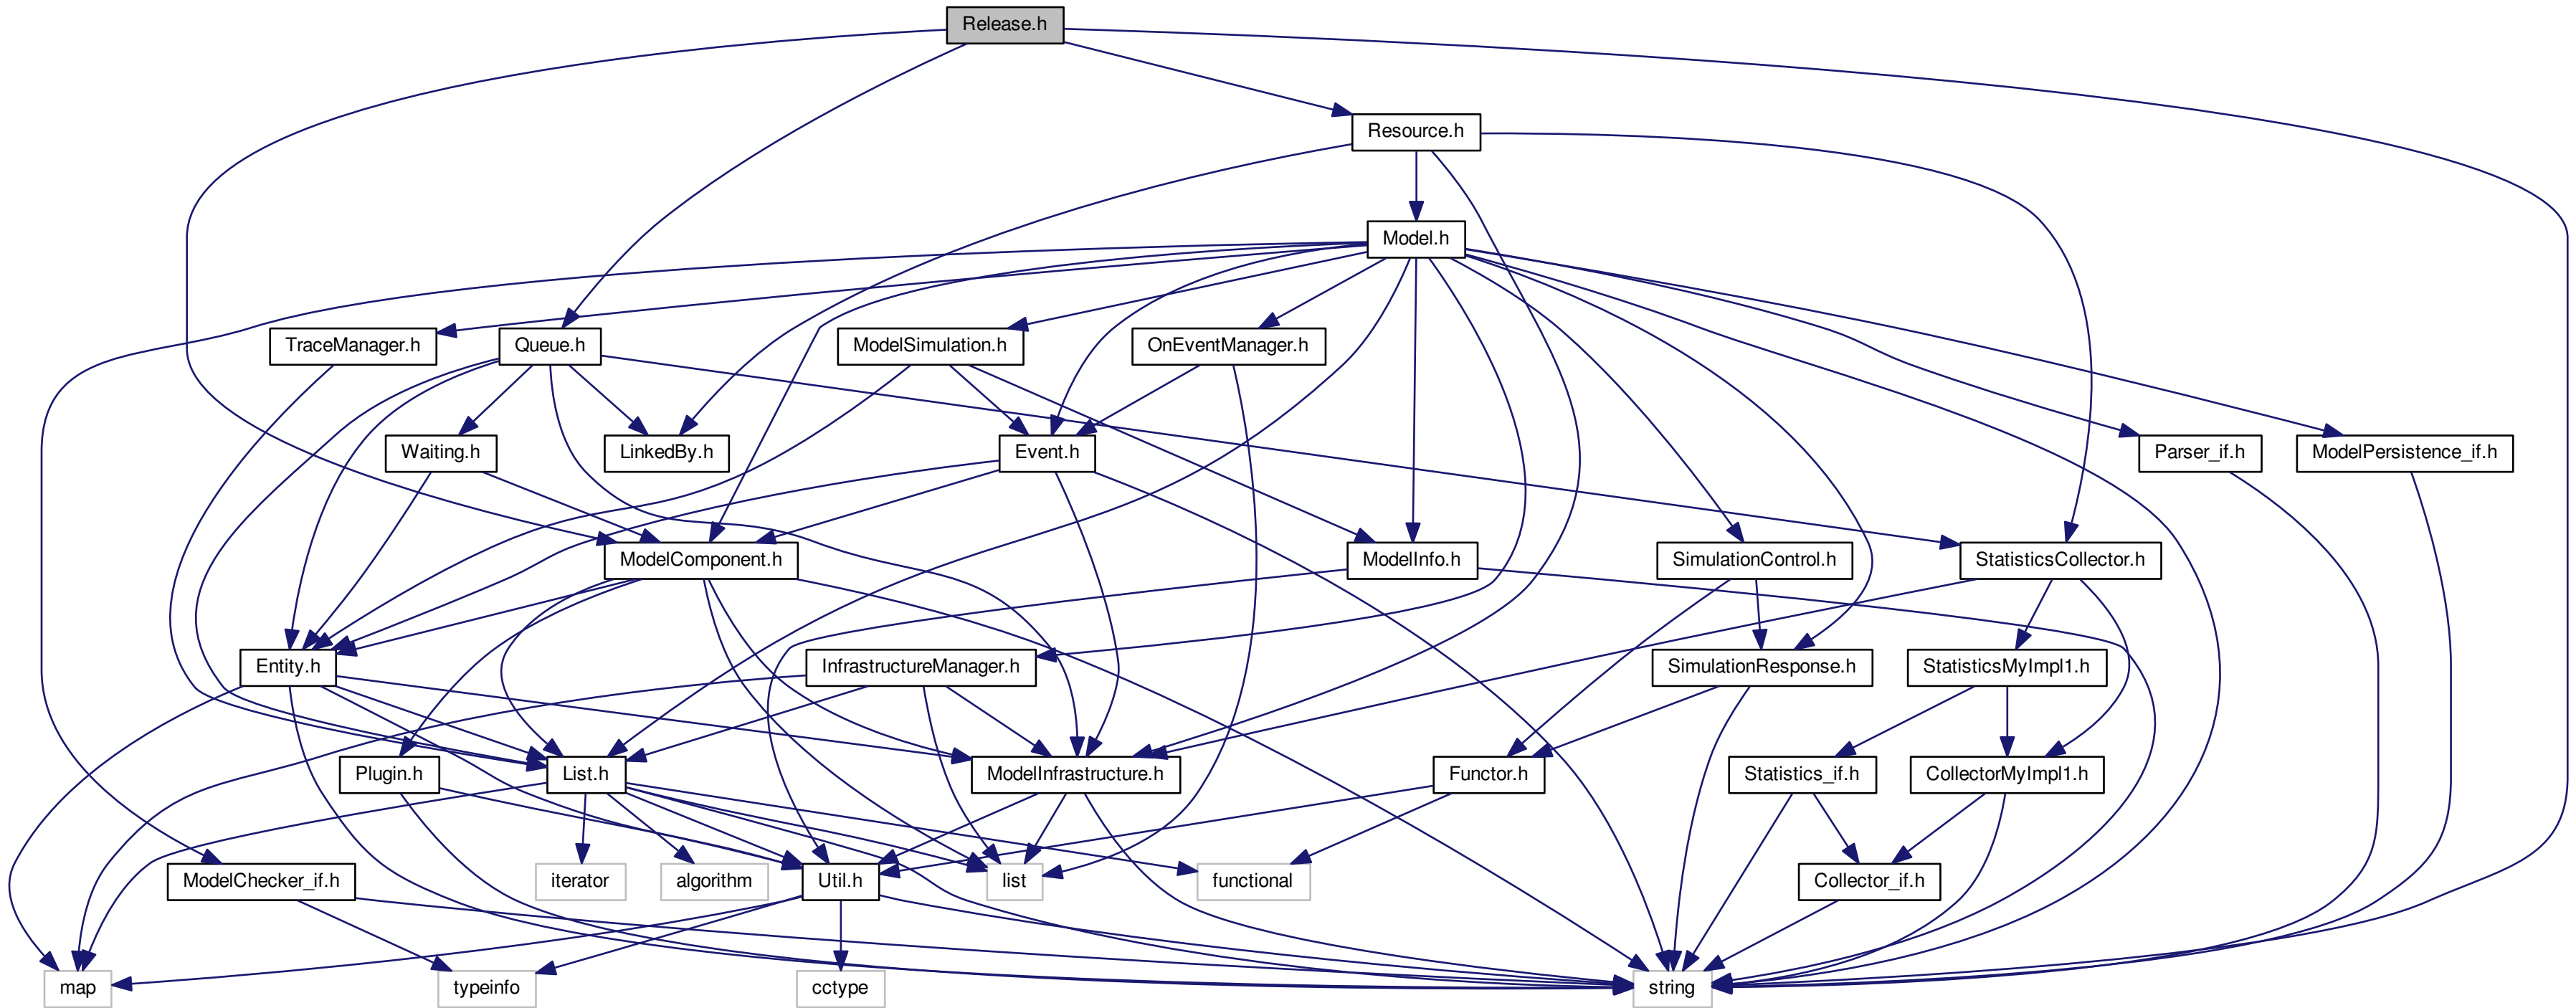 Release.h
Resource.h
Model.h
TraceManager.h
Queue.h
ModelSimulation.h
OnEventManager.h
Waiting.h
LinkedBy.h
Event.h
Parser_if.h
ModelPersistence_if.h
ModelComponent.h
ModelInfo.h
SimulationControl.h
StatisticsCollector.h
Entity.h
InfrastructureManager.h
SimulationResponse.h
StatisticsMyImpl1.h
Plugin.h
List.h
ModelInfrastructure.h
Functor.h
Statistics_if.h
CollectorMyImpl1.h
ModelChecker_if.h
iterator
algorithm
Util.h
list
functional
Collector_if.h
map
typeinfo
cctype
string